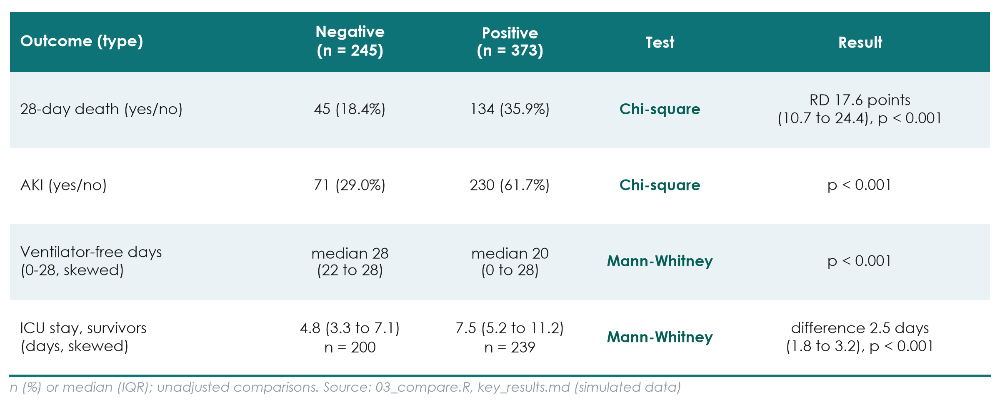 Outcome (type)
Negative
(n = 245)
Positive
(n = 373)
Test
Result
28-day death (yes/no)
45 (18.4%)
134 (35.9%)
Chi-square
RD 17.6 points
(10.7 to 24.4), p < 0.001
AKI (yes/no)
71 (29.0%)
230 (61.7%)
Chi-square
p < 0.001
Ventilator-free days
(0-28, skewed)
median 28
(22 to 28)
median 20
(0 to 28)
Mann-Whitney
p < 0.001
ICU stay, survivors
(days, skewed)
4.8 (3.3 to 7.1)
n = 200
7.5 (5.2 to 11.2)
n = 239
Mann-Whitney
difference 2.5 days
(1.8 to 3.2), p < 0.001
n (%) or median (IQR); unadjusted comparisons. Source: 03_compare.R, key_results.md (simulated data)